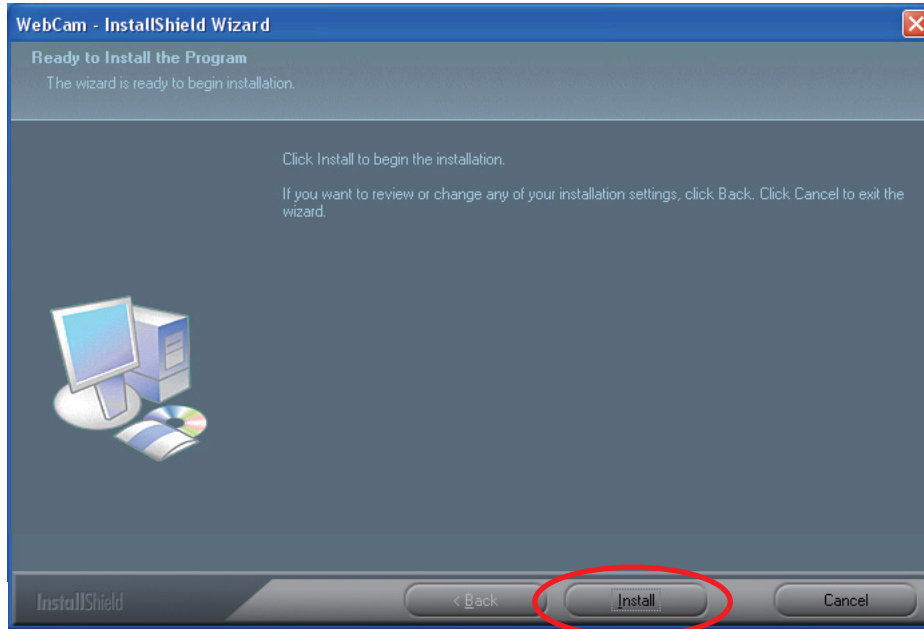 WebCam - InstallShield Wizard
Ready to Install the Program
The wizard is ready to begin installation.
Click Install to begin the installation.
If you want to review or change any of your installation settings, click Back. Click Cancel to exit the
wizard.
InstallShield
< Back
Install
Cancel